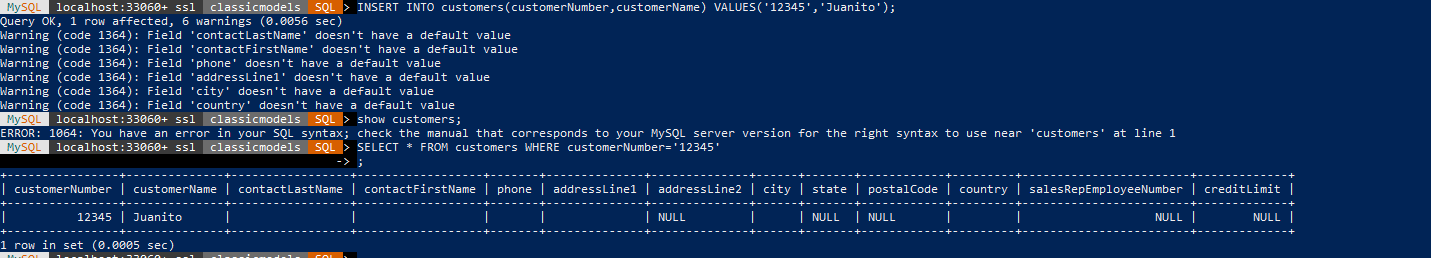 MySQL localhost:33060+ ssl classicmodels SQL > INSERT INTO customers(customerNumber,customerName) VALUES('12345','Juanito');
Query OK, 1 row affected, 6 warnings (0.0056 sec)
Warning (code 1364): Field 'contactLastName' doesn't have a default value
Warning (code 1364): Field 'contactFirstName' doesn't have a default value
Warning (code 1364): Field 'phone' doesn't have a default value
Warning (code 1364): Field 'addressLine1' doesn't have a default value
Warning (code 1364): Field 'city' doesn't have a default value
Warning (code 1364): Field 'country' doesn't have a default value
MySQL localhost:33060+ ssl classicmodels SQL > show customers;
ERROR: 1064: You have an error in your SQL syntax; check the manual that corresponds to your MySQL server version for the right syntax to use near 'customers' at line 1
MySQL localhost:33060+ ssl classicmodels SQL > SELECT * FROM customers WHERE customerNumber='12345'
-> ;
| customerNumber | customerName | contactLastName | contactFirstName | phone | addressLine1 | addressLine2 | city | state | postalCode | country | salesRepEmployeeNumber | creditLimit |
| 12345 | Juanito | | | | | NULL | | NULL | NULL | | NULL | NULL |
1 row in set (0.0005 sec)
MySQL localhost:33060+ ssl classicmodels SQL >